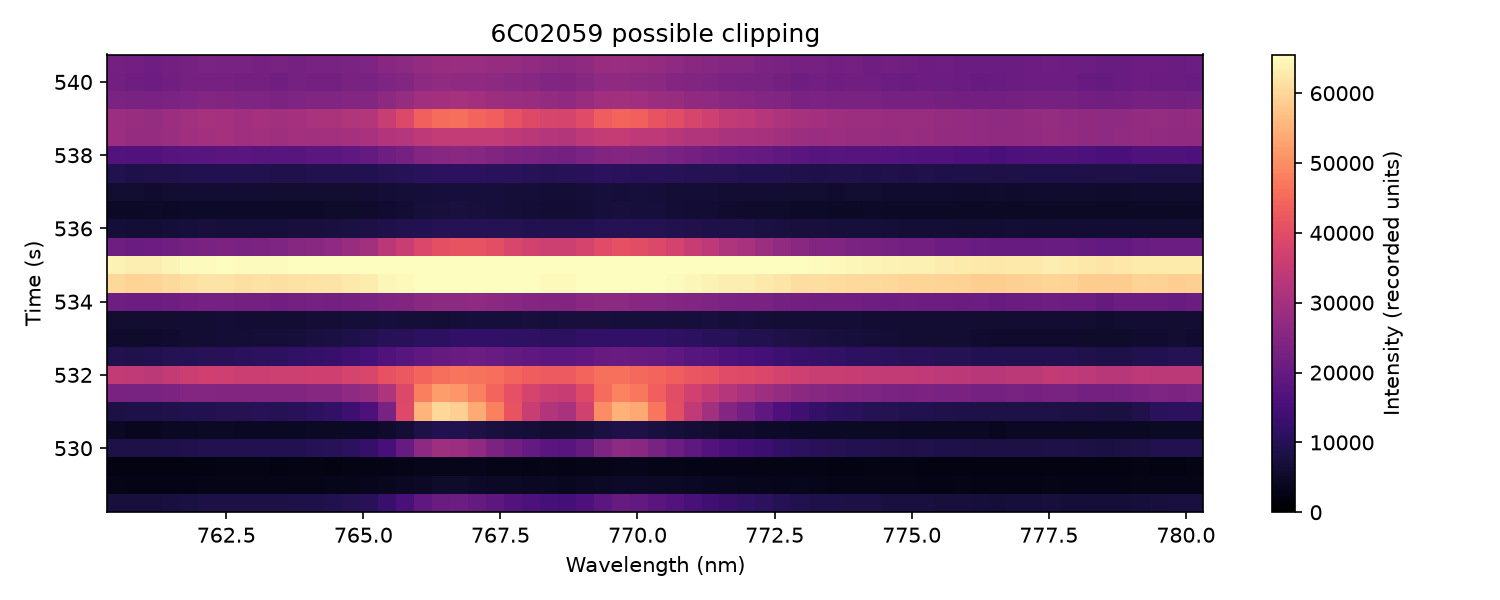 6C02059 possible clipping
540
538
536
534
532
530
762.5 765.0 767.5 770.0 772.5 775.0 777.5 780.0
Time (s)
Wavelength (nm)
60000
50000
40000
30000
20000
10000
0
Intensity (recorded units)